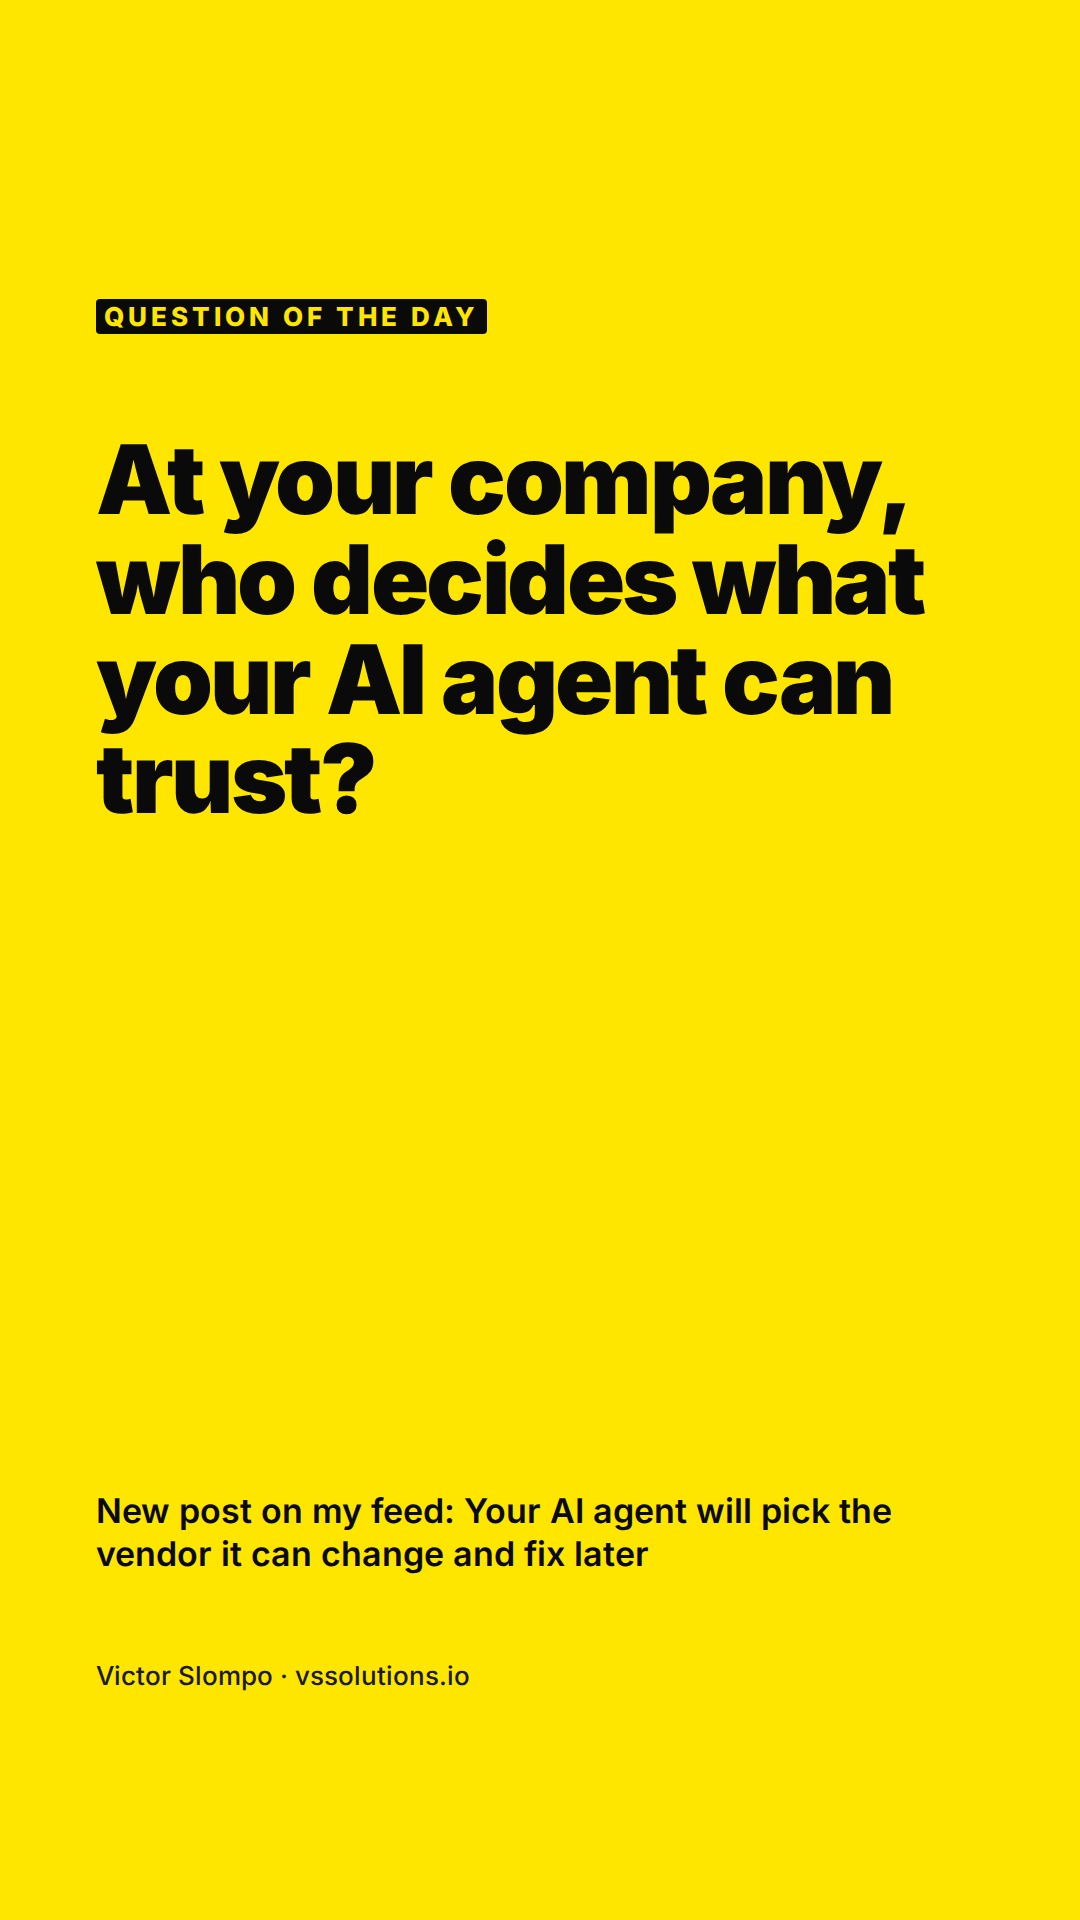 QUESTION OF THE DAY
At your company,
who decides what
your AI agent can
trust?
New post on my feed: Your AI agent will pick the
vendor it can change and fix later
Victor Slompo · vssolutions.io